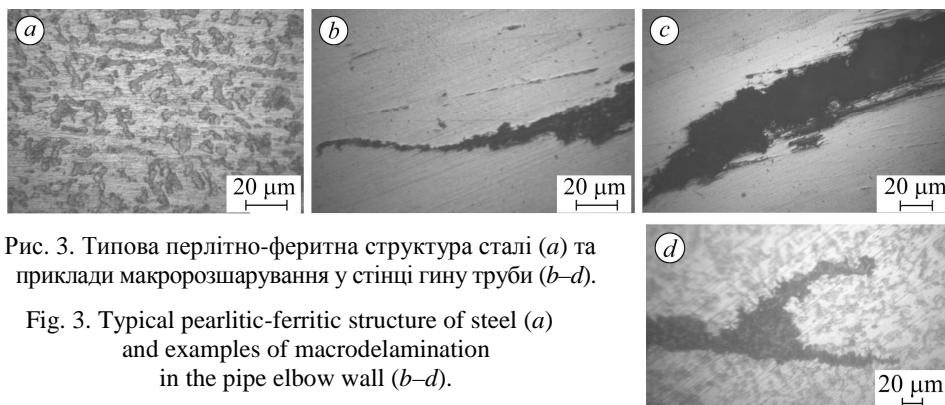 a
b
c
20 μm
20 μm
20 μm
Рис. 3. Типова перлітно-феритна структура сталі (a) та
приклади макророзшарування у стінці гину труби (b–d).
d
Fig. 3. Typical pearlitic-ferritic structure of steel (a)
and examples of macrodelamination
in the pipe elbow wall (b–d).
20 μm